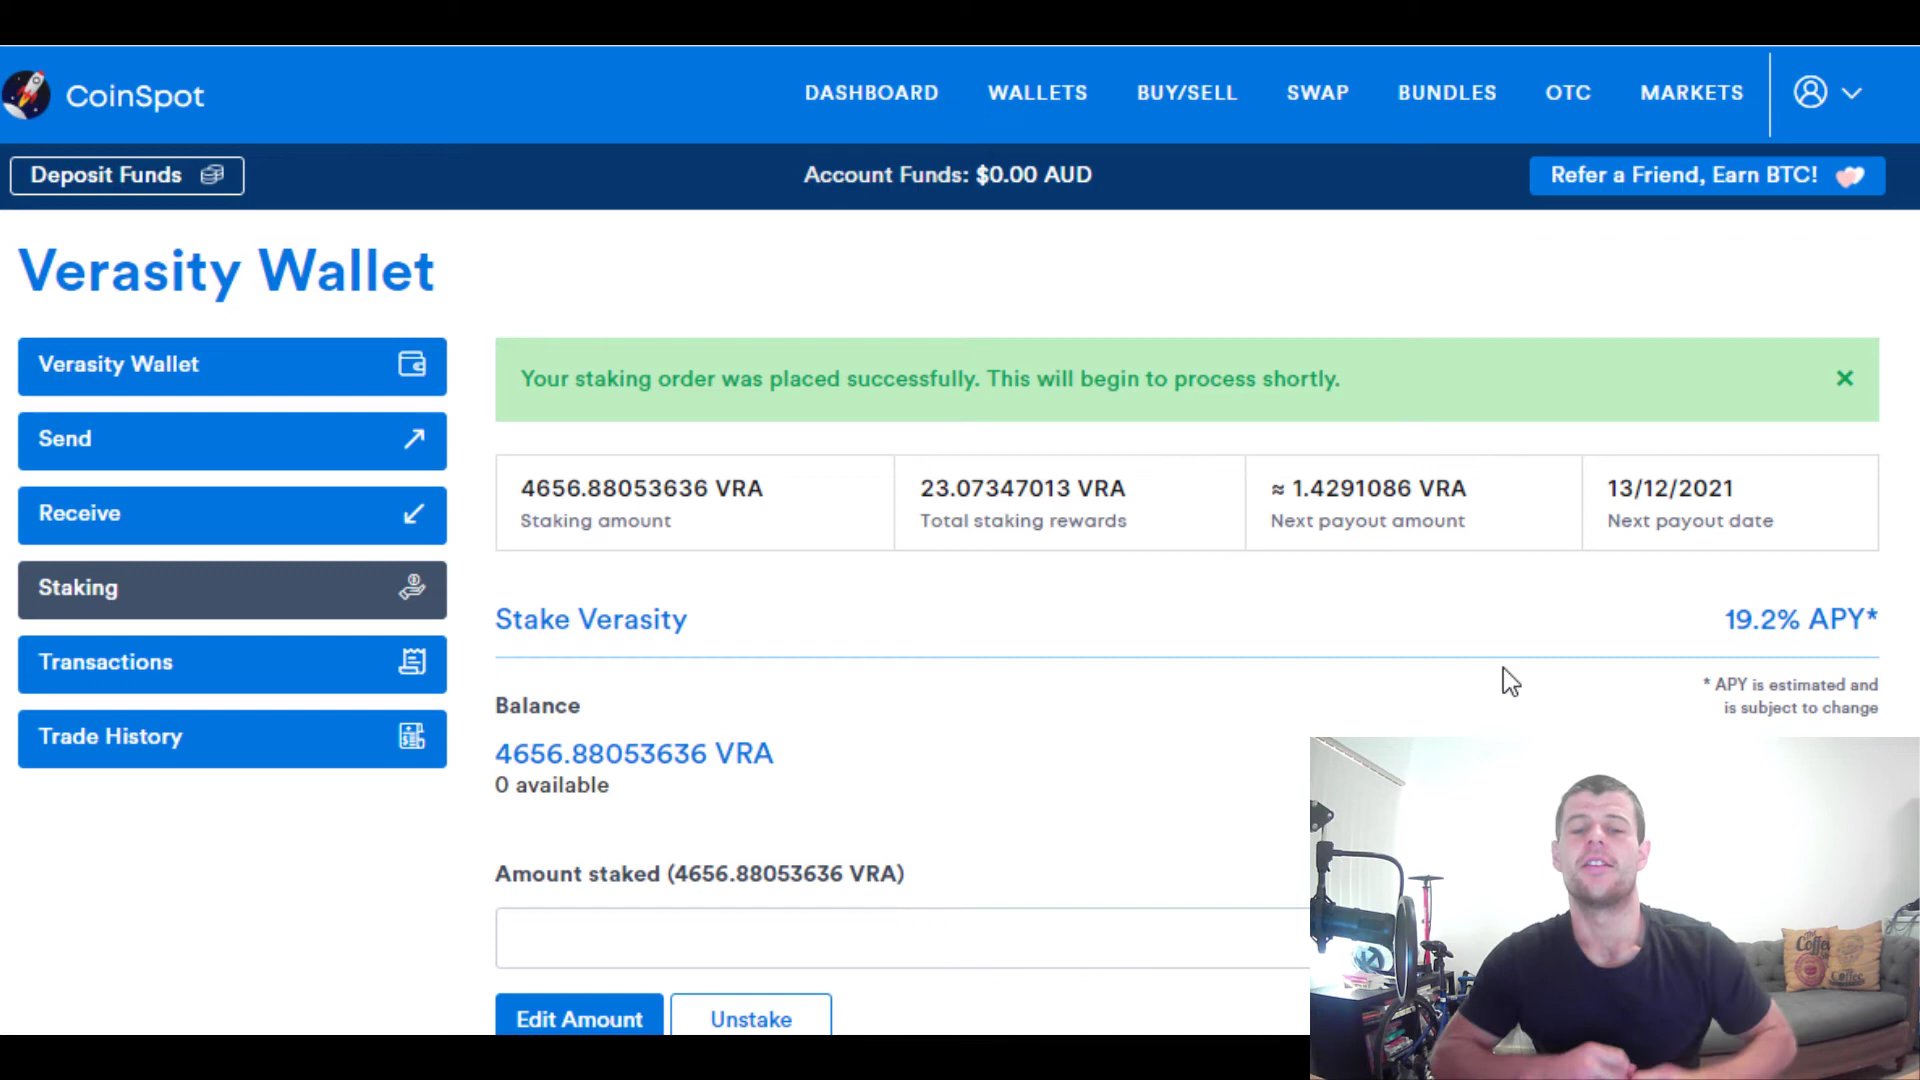 CoinSpot
DASHBOARD WALLETS BUY/SELL SWAP BUNDLES OTC MARKETS
Deposit Funds
Account Funds: $0.00 AUD
Refer a Friend, Earn BTC!
Verasity Wallet
Verasity Wallet
Send
Receive
Staking
Transactions
Trade History
Your staking order was placed successfully. This will begin to process shortly.
4656.88053636 VRA
Staking amount
23.07347013 VRA
Total staking rewards
≈ 1.4291086 VRA
Next payout amount
13/12/2021
Next payout date
Stake Verasity
19.2% APY*
* APY is estimated and
is subject to change
Balance
4656.88053636 VRA
0 available
Amount staked (4656.88053636 VRA)
Edit Amount
Unstake